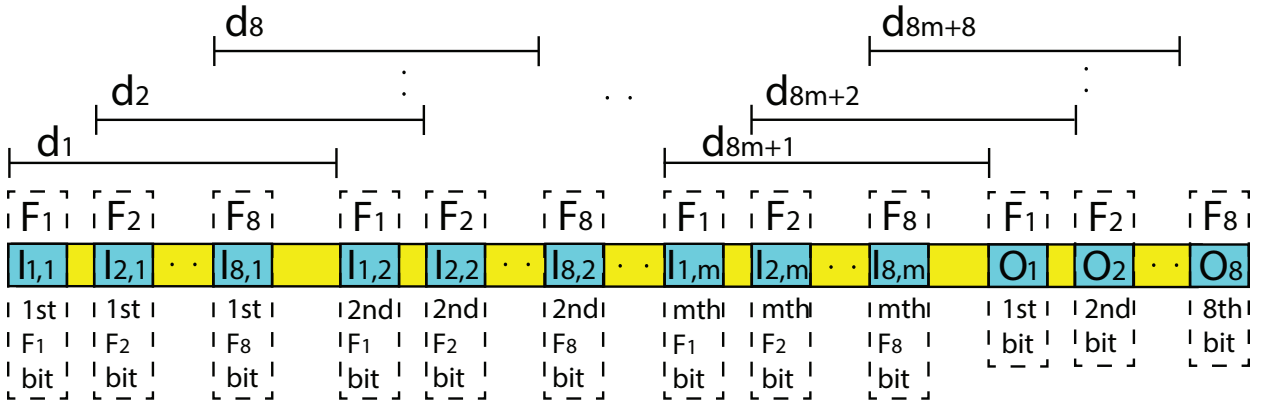 d8 d8m+8
d2 d8m+2
d1 d8m+1
F1 F2 F8 F1 F2 F8 F1 F2 F8 F1 F2 F8
I1,1 I2,1 · · I8,1 I1,2 I2,2 · · I8,2 · · I1,m I2,m · · I8,m O1 O2 · · O8
1st 1st 1st 2nd 2nd 2nd mth mth mth 1st 2nd 8th
F1 F2 F8 F1 F2 F8 F1 F2 F8 bit bit bit
bit bit bit bit bit bit bit bit bit